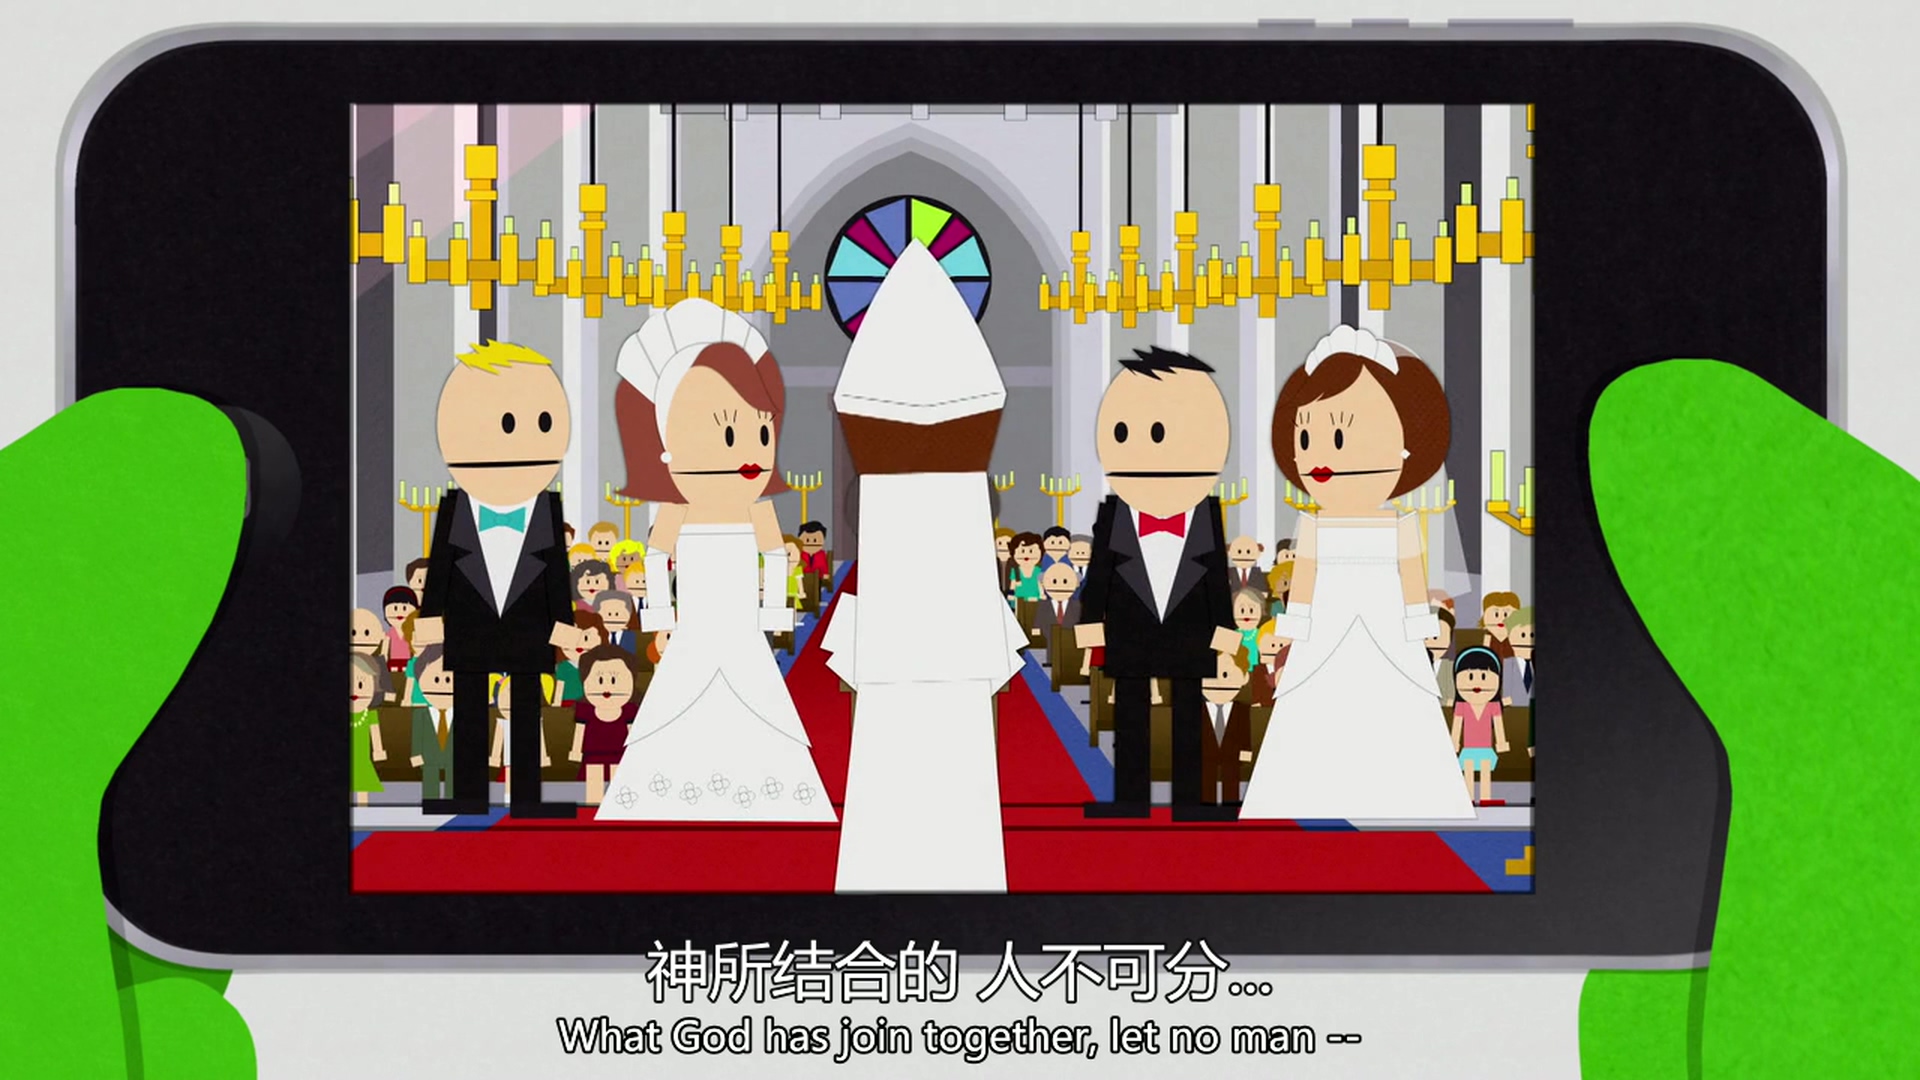 神所结合的 人不可分...
What God has join together, let no man --